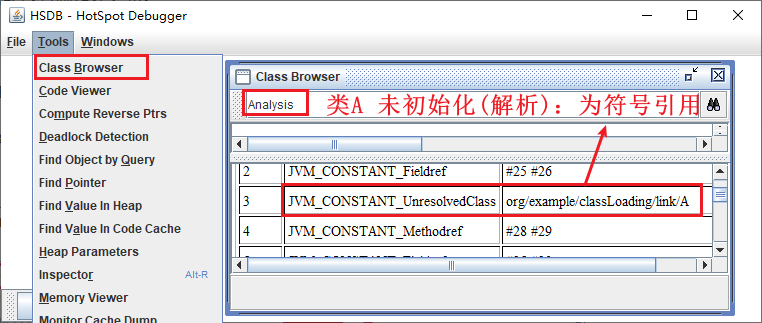 HSDB - HotSpot Debugger
File Tools Windows
Class Browser
Code Viewer
Compute Reverse Ptrs
Deadlock Detection
Find Object by Query
Find Pointer
Find Value In Heap
Find Value In Code Cache
Heap Parameters
Inspector Alt-R
Memory Viewer
Monitor Cache Dump
Class Browser
Analysis
类A 未初始化(解析): 为符号引用
2 JVM_CONSTANT_Fieldref #25 #26
3 JVM_CONSTANT_UnresolvedClass org/example/classLoading/link/A
4 JVM_CONSTANT_Methodref #28 #29